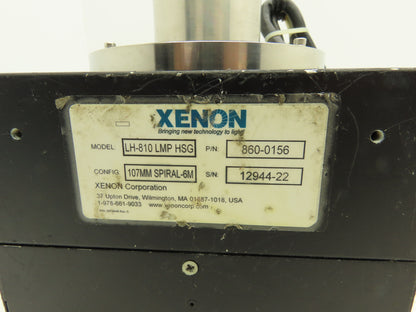 XENON
Bringing new technology to light
MODEL LH-810 LMP HSG P/N: 860-0156
CONFIG 107MM SPIRAL-6M S/N: 12944-22
XENON Corporation
37 Upton Drive, Wilmington, MA 01887-1018, USA
1-978-661-9033 www.xenoncorp.com